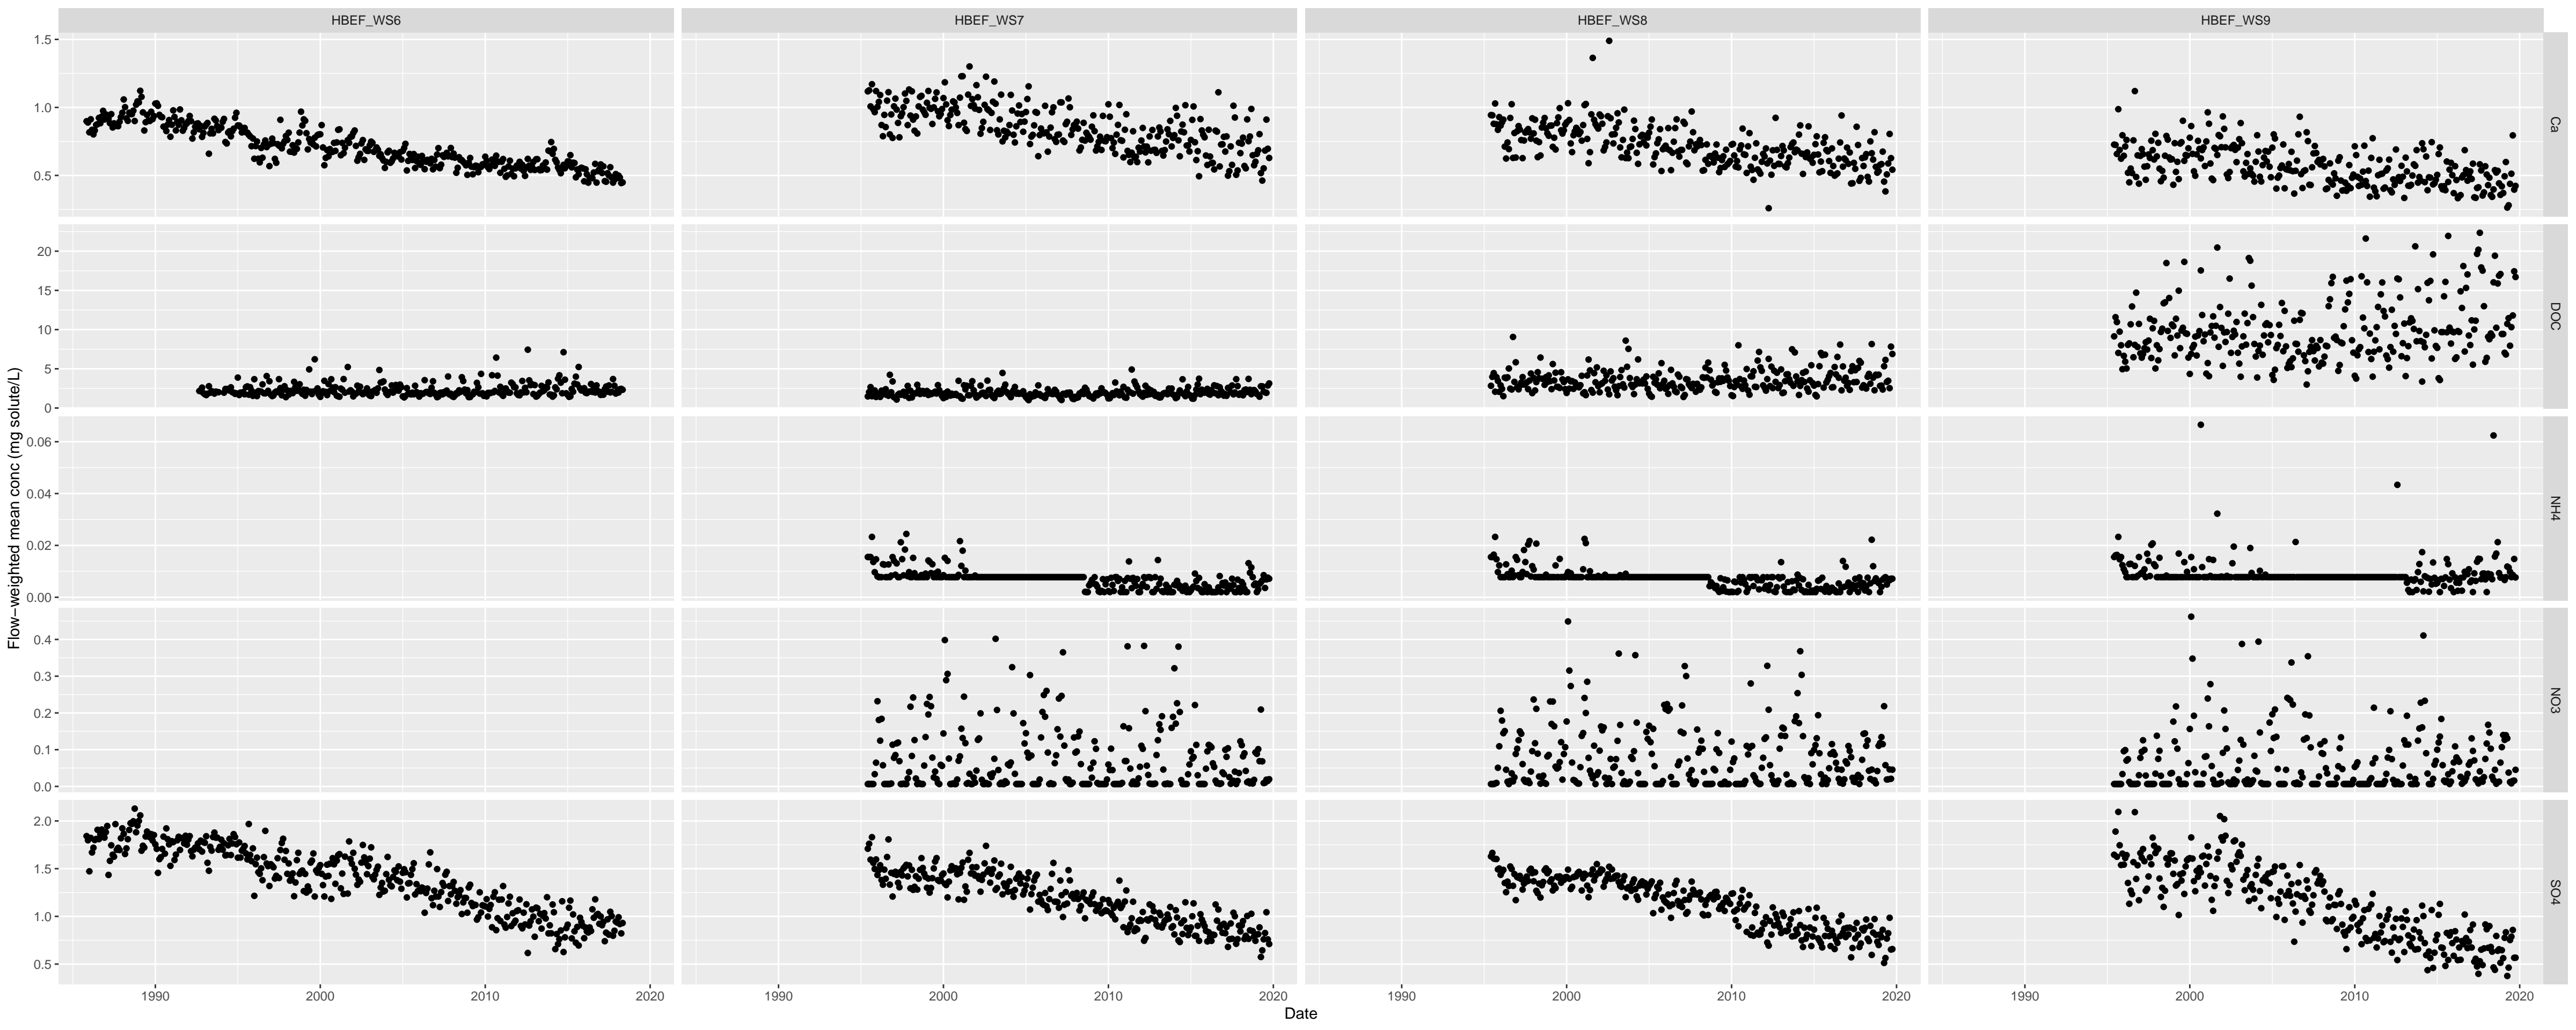 HBEF_WS6 HBEF_WS7 HBEF_WS8 HBEF_WS9
Flow−weighted mean conc (mg solute/L)
1.5
1.0
0.5
Ca
20
15
10
5
0
DOC
0.06
0.04
0.02
0.00
NH4
0.4
0.3
0.2
0.1
0.0
NO3
2.0
1.5
1.0
0.5
SO4
1990 2000 2010 2020 1990 2000 2010 2020 1990 2000 2010 2020 1990 2000 2010 2020
Date